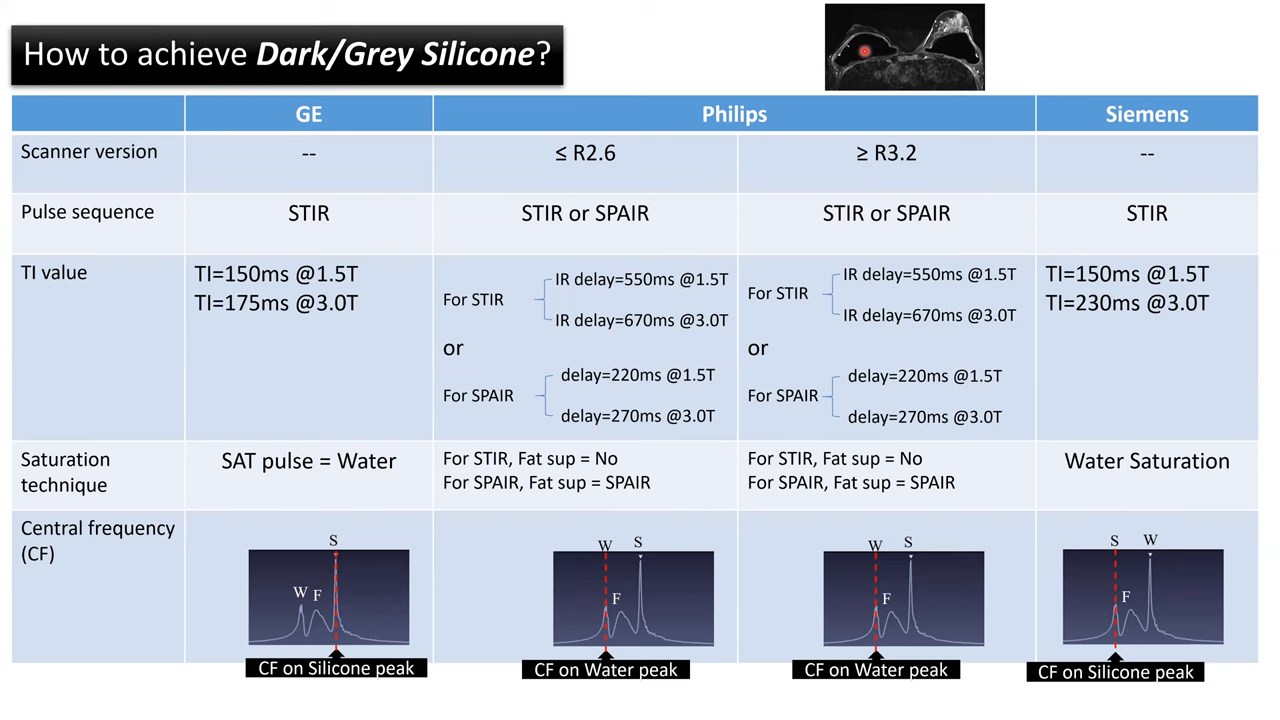 How to achieve Dark/Grey Silicone?
GE
Philips
Siemens
Scanner version
--
≤ R2.6
≥ R3.2
--
Pulse sequence
STIR
STIR or SPAIR
STIR or SPAIR
STIR
TI value
TI=150ms @1.5T
TI=175ms @3.0T
For STIR
IR delay=550ms @1.5T
IR delay=670ms @3.0T
or
For SPAIR
delay=220ms @1.5T
delay=270ms @3.0T
For STIR
IR delay=550ms @1.5T
IR delay=670ms @3.0T
or
For SPAIR
delay=220ms @1.5T
delay=270ms @3.0T
TI=150ms @1.5T
TI=230ms @3.0T
Saturation
technique
SAT pulse = Water
For STIR, Fat sup = No
For SPAIR, Fat sup = SPAIR
For STIR, Fat sup = No
For SPAIR, Fat sup = SPAIR
Water Saturation
Central frequency
(CF)
S
W F
CF on Silicone peak
W S
F
CF on Water peak
W S
F
CF on Water peak
S W
F
CF on Silicone peak